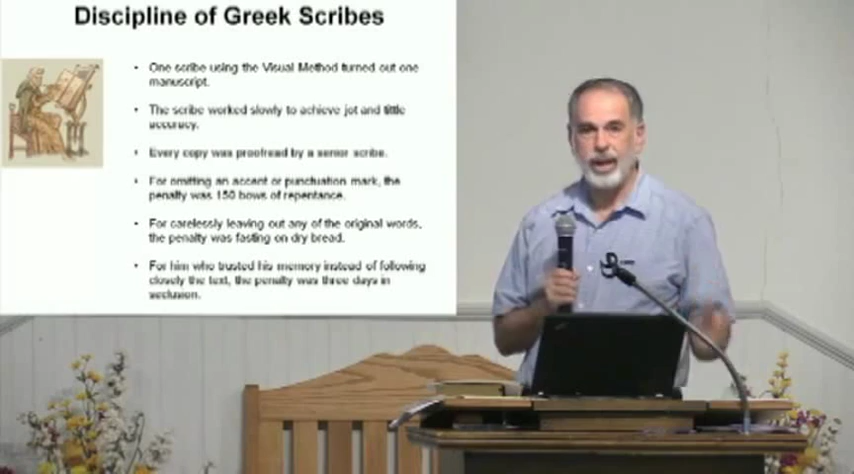 Discipline of Greek Scribes
• One scribe using the Visual Method turned out one
manuscript.
• The scribe worked slowly to achieve jot and tittle
accuracy.
• Every copy was proofread by a senior scribe.
• For omitting an accent or punctuation mark, the
penalty was 150 bows of repentance.
• For carelessly leaving out any of the original words,
the penalty was fasting on dry bread.
• For him who trusted his memory instead of following
closely the text, the penalty was three days in
seclusion.